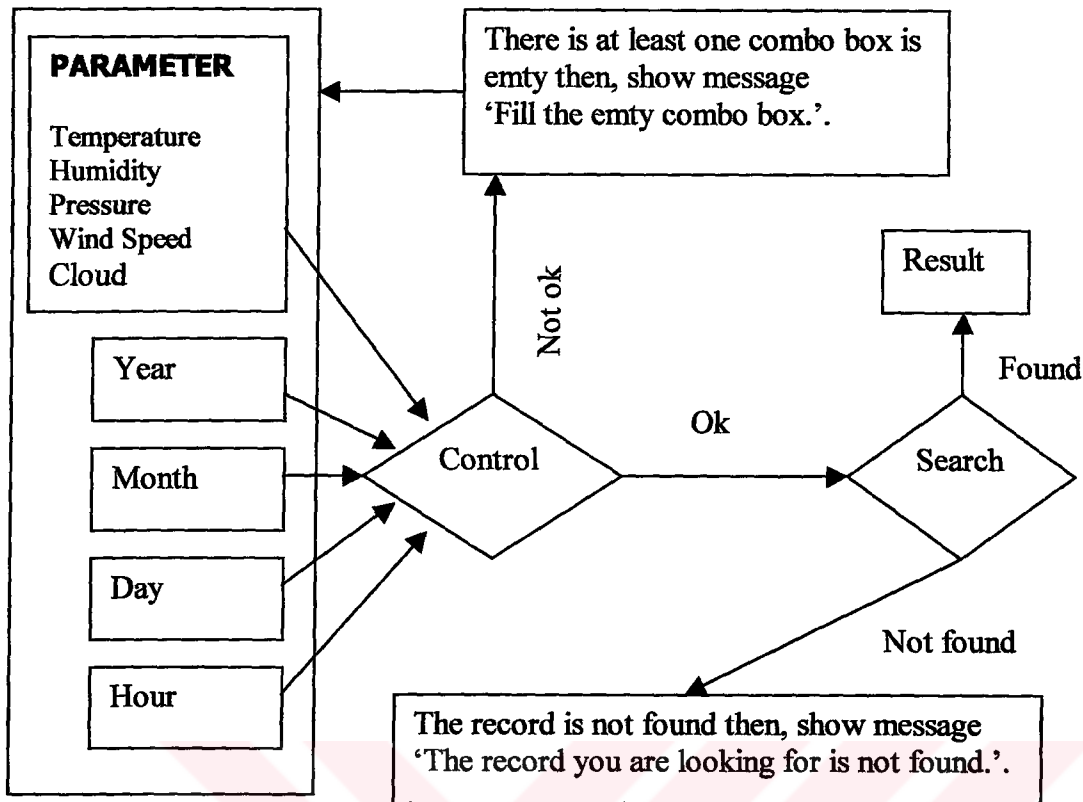 PARAMETER
Temperature
Humidity
Pressure
Wind Speed
Cloud
Year
Month
Day
Hour
There is at least one combo box is
emty then, show message
‘Fill the emty combo box.’.
Not ok
Control
Ok
Result
Found
Search
Not found
The record is not found then, show message
‘The record you are looking for is not found.’.